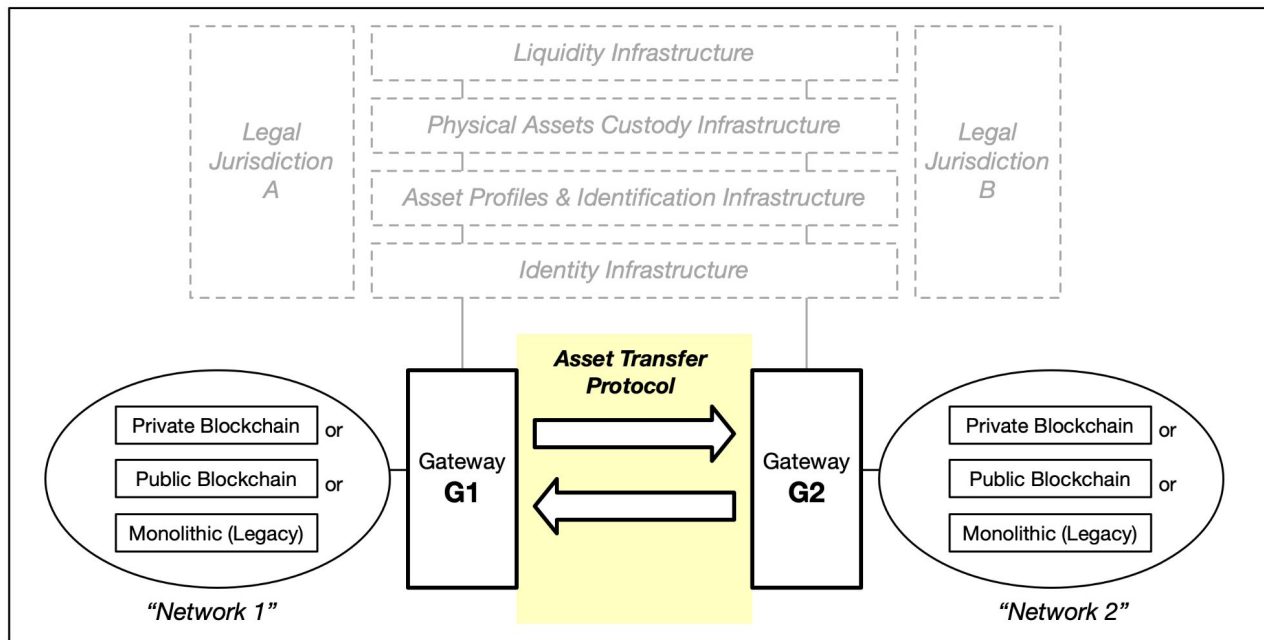 Liquidity Infrastructure
Legal
Jurisdiction
A
Physical Assets Custody Infrastructure
Legal
Jurisdiction
B
Asset Profiles & Identification Infrastructure
Identity Infrastructure
Asset Transfer
Protocol
Private Blockchain or
Public Blockchain or
Monolithic (Legacy)
Gateway
G1
Gateway
G2
Private Blockchain or
Public Blockchain or
Monolithic (Legacy)
“Network 1”
“Network 2”